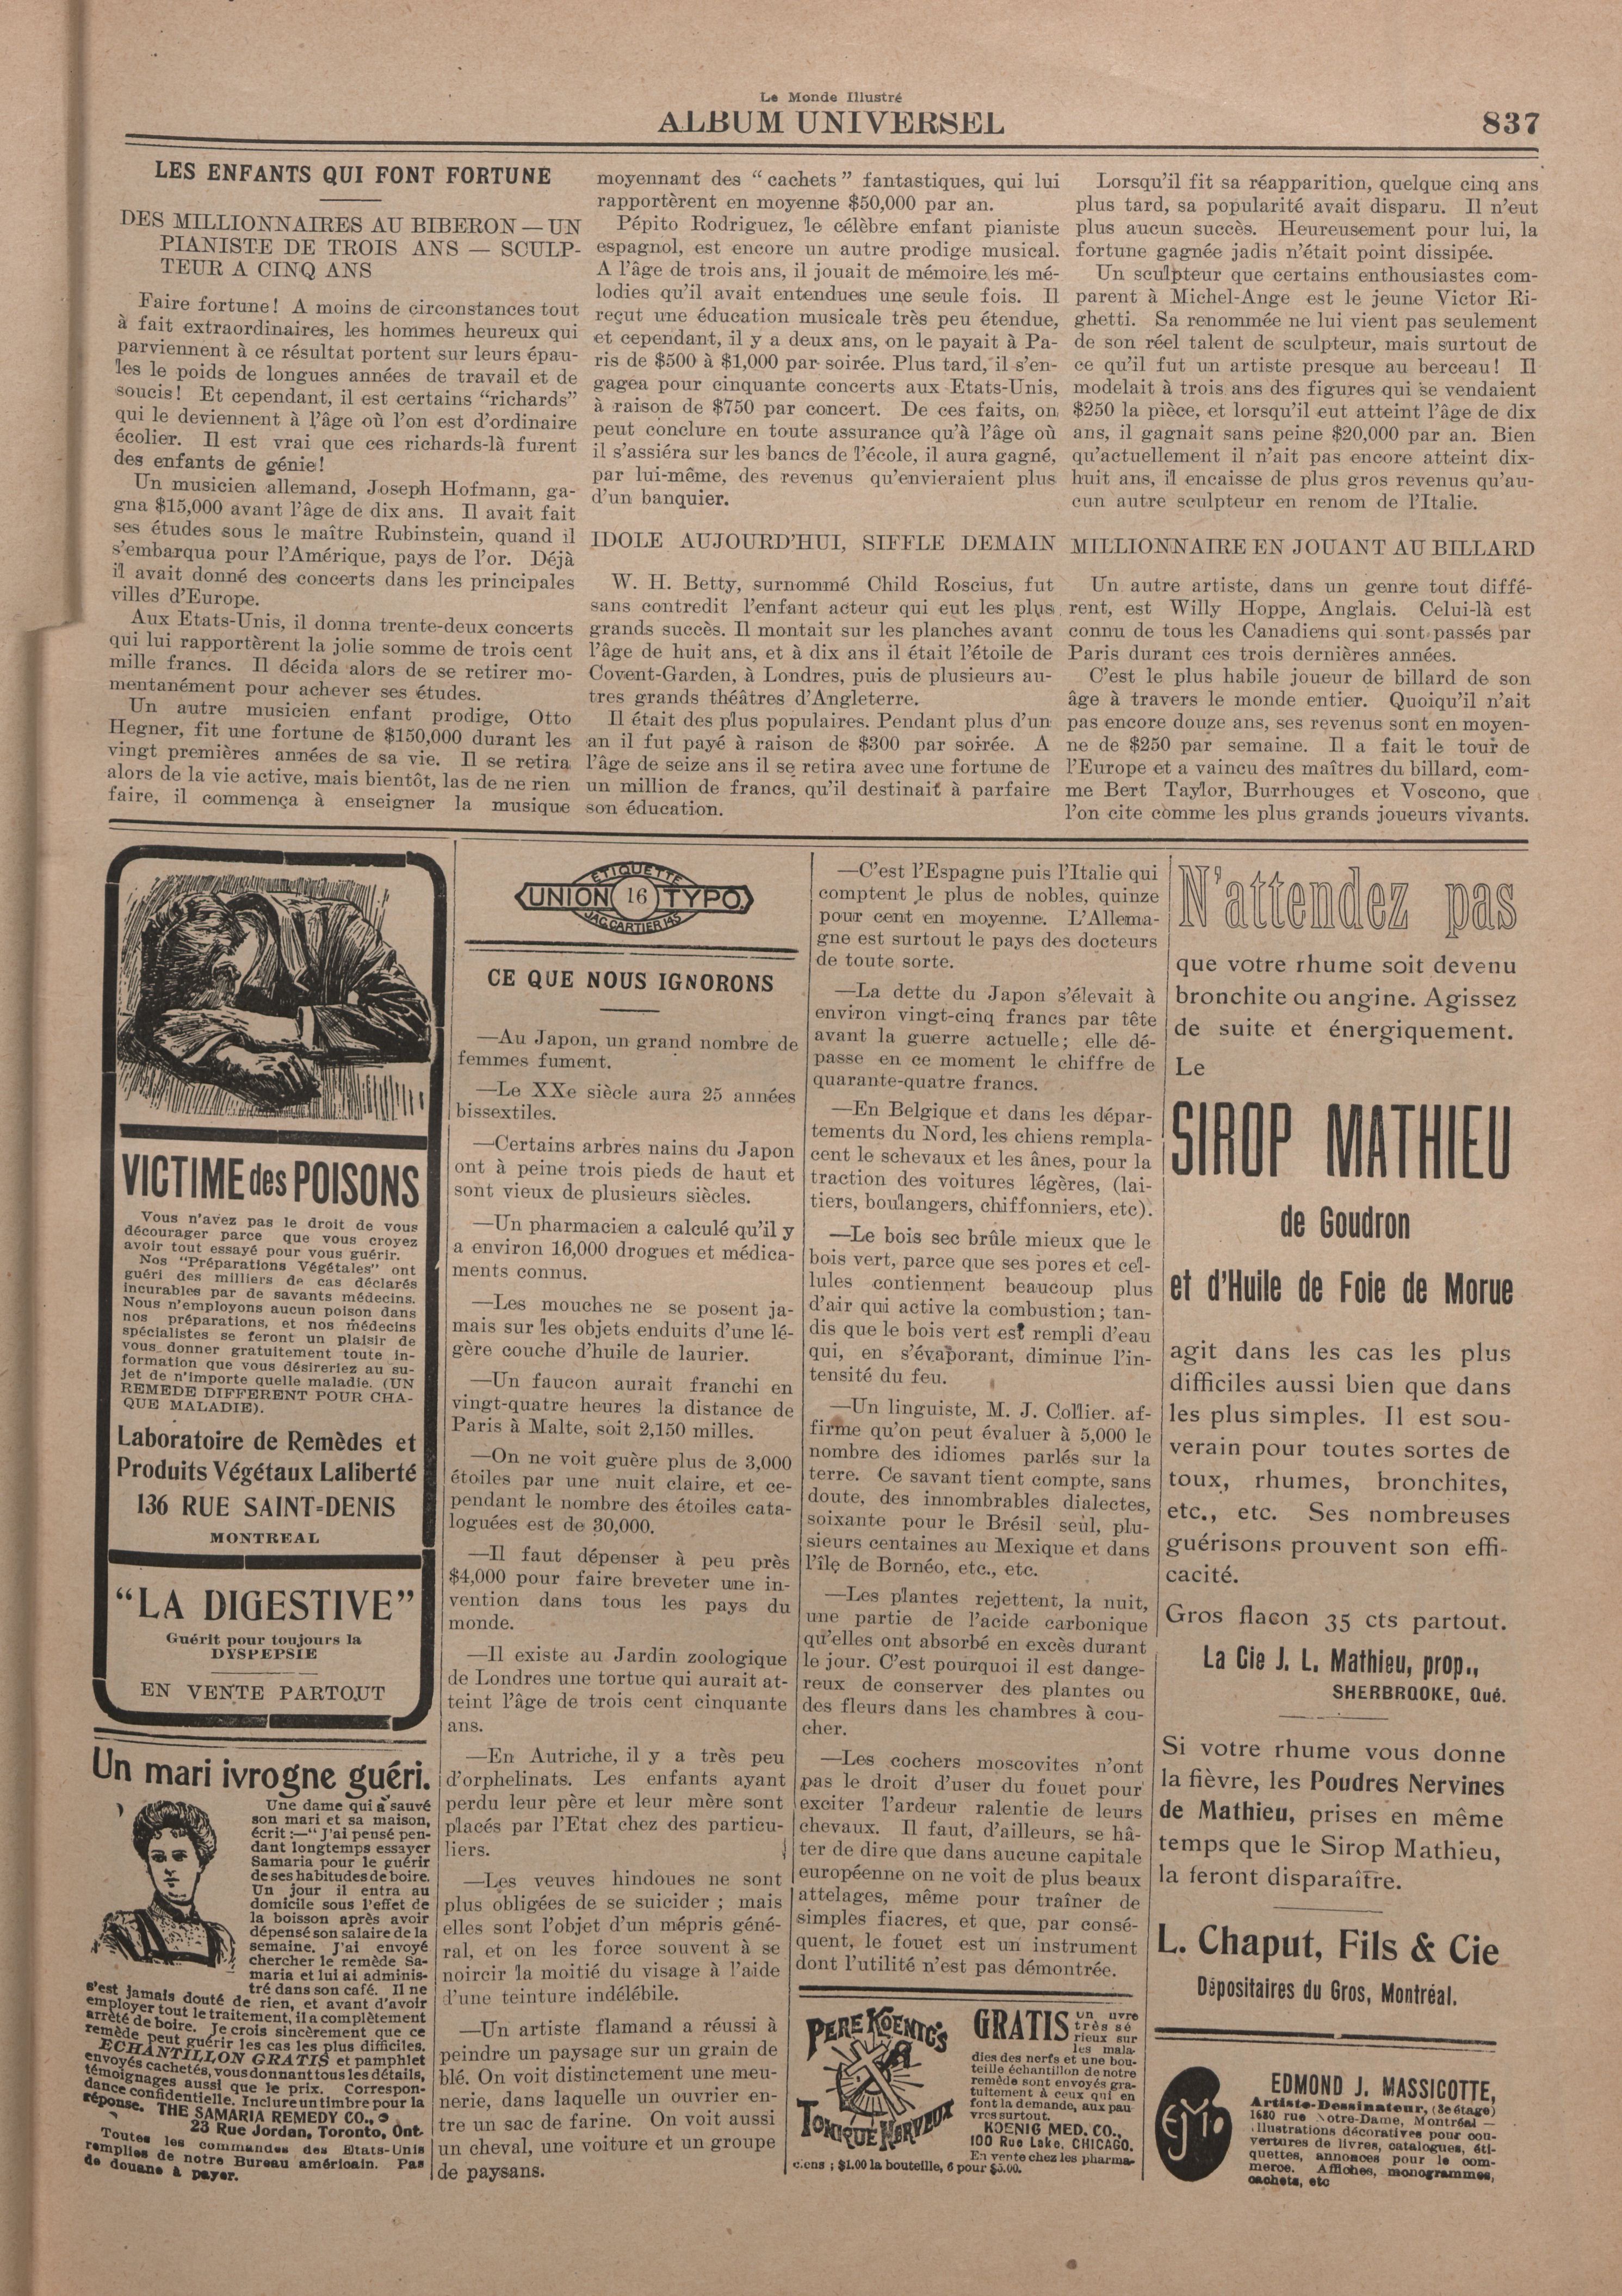 Le Monde Illustré
ALBUM UNIVERSEL
837
LES ENFANTS QUI FONT FORTUNE
DES MILLIONNAIRES AU BIBERON — UN
PIANISTE DE TROIS ANS — SCULP-
TEUR A CINQ ANS
Faire fortune! A moins de circonstances tout
à fait extraordinaires, les hommes heureux qui
parviennent à ce résultat portent sur leurs épau-
les le poids de longues années de travail et de
soucis! Et cependant, il est certains "richards"
qui le deviennent à l'âge où l'on est d'ordinaire
écolier. Il est vrai que ces richards-là furent
des enfants de génie!
Un musicien allemand, Joseph Hofmann, ga-
gna $15,000 avant l'âge de dix ans. Il avait fait
ses études sous le maître Rubinstein, quand il
s'embarqua pour l'Amérique, pays de l'or. Déjà
il avait donné des concerts dans les principales
villes d'Europe.
Aux Etats-Unis, il donna trente-deux concerts
qui lui rapportèrent la jolie somme de trois cent
mille francs. Il décida alors de se retirer mo-
mentanément pour achever ses études.
Un autre musicien enfant prodige, Otto
Hegner, fit une fortune de $150,000 durant les
vingt premières années de sa vie. Il se retira
alors de la vie active, mais bientôt, las de ne rien
faire, il commença à enseigner la musique
moyennant des "cachets" fantastiques, qui lui
rapportèrent en moyenne $50,000 par an.
Pépito Rodriguez, le célèbre enfant pianiste
espagnol, est encore un autre prodige musical.
A l'âge de trois ans, il jouait de mémoire les mé-
lodies qu'il avait entendues une seule fois. Il
reçut une éducation musicale très peu étendue,
et cependant, il y a deux ans, on le payait à Pa-
ris de $500 à $1,000 par soirée. Plus tard, il s'en-
gagea pour cinquante concerts aux Etats-Unis,
à raison de $750 par concert. De ces faits, on
peut conclure en toute assurance qu'à l'âge où
il s'assiéra sur les bancs de l'école, il aura gagné,
par lui-même, des revenus qu'envieraient plus
d'un banquier.
IDOLE AUJOURD'HUI, SIFFLE DEMAIN
W. H. Betty, surnommé Child Roscius, fut
sans contredit l'enfant acteur qui eut les plus
grands succès. Il montait sur les planches avant
l'âge de huit ans, et à dix ans il était l'étoile de
Covent-Garden, à Londres, puis de plusieurs au-
tres grands théâtres d'Angleterre.
Il était des plus populaires. Pendant plus d'un
an il fut payé à raison de $300 par soirée. A
l'âge de seize ans il se retira avec une fortune de
un million de francs, qu'il destinait à parfaire
son éducation.
Lorsqu'il fit sa réapparition, quelque cinq ans
plus tard, sa popularité avait disparu. Il n'eut
plus aucun succès. Heureusement pour lui, la
fortune gagnée jadis n'était point dissipée.
Un sculpteur que certains enthousiastes com-
parent à Michel-Ange est le jeune Victor Ri-
ghetti. Sa renommée ne lui vient pas seulement
de son réel talent de sculpteur, mais surtout de
ce qu'il fut un artiste presque au berceau! Il
modelait à trois ans des figures qui se vendaient
$250 la pièce, et lorsqu'il eut atteint l'âge de dix
ans, il gagnait sans peine $20,000 par an. Bien
qu'actuellement il n'ait pas encore atteint dix-
huit ans, il encaisse de plus gros revenus qu'au-
cun autre sculpteur en renom de l'Italie.
MILLIONNAIRE EN JOUANT AU BILLARD
Un autre artiste, dans un genre tout diffé-
rent, est Willy Hoppe, Anglais. Celui-là est
connu de tous les Canadiens qui sont passés par
Paris durant ces trois dernières années.
C'est le plus habile joueur de billard de son
âge à travers le monde entier. Quoiqu'il n'ait
pas encore douze ans, ses revenus sont en moyen-
ne de $250 par semaine. Il a fait le tour de
l'Europe et a vaincu des maîtres du billard, com-
me Bert Taylor, Burrhouges et Voscono, que
l'on cite comme les plus grands joueurs vivants.
VICTIME des POISONS
Vous n'avez pas le droit de vous
décourager parce que vous croyez
avoir tout essayé pour vous guérir.
Nos "Préparations Végétales" ont
guéri des milliers de cas déclarés
incurables par de savants médecins.
Nous n'employons aucun poison dans
nos préparations, et nos médecins
spécialistes se feront un plaisir de
vous donner gratuitement toute in-
formation que vous désireriez au su-
jet de n'importe quelle maladie. (UN
REMEDE DIFFERENT POUR CHA-
QUE MALADIE).
Laboratoire de Remèdes et
Produits Végétaux Laliberté
136 RUE SAINT-DENIS
MONTREAL
"LA DIGESTIVE"
Guérit pour toujours la
DYSPEPSIE
EN VENTE PARTOUT
Un mari ivrogne guéri.
Une dame qui a sauvé
son mari et sa maison,
écrit :—"J'ai pensé pen-
dant longtemps essayer
Samaria pour le guérir
de ses habitudes de boire.
Un jour il entra au
domicile sous l'effet de
la boisson après avoir
dépensé son salaire de la
semaine. J'ai envoyé
chercher le remède Sa-
maria et lui ai adminis-
tré dans son café. Il ne
s'est jamais douté de rien, et avant d'avoir
employer tout le traitement, il a complètement
arrêté de boire. Je crois sincèrement que ce
remède peut guérir les cas les plus difficiles.
ECHANTILLON GRATIS et pamphlet
envoyés cachetés, vous donnant tous les détails,
témoignages aussi que le prix. Correspon-
dance confidentielle. Inclure un timbre pour la
réponse. THE SAMARIA REMEDY CO.,
23 Rue Jordan, Toronto, Ont.
Toutes les commandes des Etats-Unis
remplies de notre Bureau américain. Pas
de douane à payer.
ETIQUETTE
UNION 16 TYPO.
JAC. CARTIER 145
CE QUE NOUS IGNORONS
—Au Japon, un grand nombre de
femmes fument.
—Le XXe siècle aura 25 années
bissextiles.
—Certains arbres nains du Japon
ont à peine trois pieds de haut et
sont vieux de plusieurs siècles.
—Un pharmacien a calculé qu'il y
a environ 16,000 drogues et médica-
ments connus.
—Les mouches ne se posent ja-
mais sur les objets enduits d'une lé-
gère couche d'huile de laurier.
—Un faucon aurait franchi en
vingt-quatre heures la distance de
Paris à Malte, soit 2,150 milles.
—On ne voit guère plus de 3,000
étoiles par une nuit claire, et ce-
pendant le nombre des étoiles cata-
loguées est de 30,000.
—Il faut dépenser à peu près
$4,000 pour faire breveter une in-
vention dans tous les pays du
monde.
—Il existe au Jardin zoologique
de Londres une tortue qui aurait at-
teint l'âge de trois cent cinquante
ans.
—En Autriche, il y a très peu
d'orphelinats. Les enfants ayant
perdu leur père et leur mère sont
placés par l'Etat chez des particu-
liers.
—Les veuves hindoues ne sont
plus obligées de se suicider ; mais
elles sont l'objet d'un mépris géné-
ral, et on les force souvent à se
noircir la moitié du visage à l'aide
d'une teinture indélébile.
—Un artiste flamand a réussi à
peindre un paysage sur un grain de
blé. On voit distinctement une meu-
nerie, dans laquelle un ouvrier en-
tre un sac de farine. On voit aussi
un cheval, une voiture et un groupe
de paysans.
—C'est l'Espagne puis l'Italie qui
comptent le plus de nobles, quinze
pour cent en moyenne. L'Allema-
gne est surtout le pays des docteurs
de toute sorte.
—La dette du Japon s'élevait à
environ vingt-cinq francs par tête
avant la guerre actuelle; elle dé-
passe en ce moment le chiffre de
quarante-quatre francs.
—En Belgique et dans les dépar-
tements du Nord, les chiens rempla-
cent le schevaux et les ânes, pour la
traction des voitures légères, (lai-
tiers, boulangers, chiffonniers, etc).
—Le bois sec brûle mieux que le
bois vert, parce que ses pores et cel-
lules contiennent beaucoup plus
d'air qui active la combustion; tan-
dis que le bois vert est rempli d'eau
qui, en s'évaporant, diminue l'in-
tensité du feu.
—Un linguiste, M. J. Collier. af-
firme qu'on peut évaluer à 5,000 le
nombre des idiomes parlés sur la
terre. Ce savant tient compte, sans
doute, des innombrables dialectes,
soixante pour le Brésil seul, plu-
sieurs centaines au Mexique et dans
l'île de Bornéo, etc., etc.
—Les plantes rejettent, la nuit,
une partie de l'acide carbonique
qu'elles ont absorbé en excès durant
le jour. C'est pourquoi il est dange-
reux de conserver des plantes ou
des fleurs dans les chambres à cou-
cher.
—Les cochers moscovites n'ont
pas le droit d'user du fouet pour
exciter l'ardeur ralentie de leurs
chevaux. Il faut, d'ailleurs, se hâ-
ter de dire que dans aucune capitale
européenne on ne voit de plus beaux
attelages, même pour traîner de
simples fiacres, et que, par consé-
quent, le fouet est un instrument
dont l'utilité n'est pas démontrée.
PERE KOENIG'S
TONIQUE NERVEUX
GRATIS un livre
très sé
rieux sur
les mala-
dies des nerfs et une bou-
teille échantillon de notre
remède sont envoyés gra-
tuitement à ceux qui en
font la demande, aux pau-
vres surtout.
KOENIG MED. CO.,
100 Rue Lake, CHICAGO.
En vente chez les pharma-
ciens ; $1.00 la bouteille, 6 pour $5.00.
N'attendez pas
que votre rhume soit devenu
bronchite ou angine. Agissez
de suite et énergiquement.
Le
SIROP MATHIEU
de Goudron
et d'Huile de Foie de Morue
agit dans les cas les plus
difficiles aussi bien que dans
les plus simples. Il est sou-
verain pour toutes sortes de
toux, rhumes, bronchites,
etc., etc. Ses nombreuses
guérisons prouvent son effi-
cacité.
Gros flacon 35 cts partout.
La Cie J. L. Mathieu, prop.,
SHERBROOKE, Qué.
Si votre rhume vous donne
la fièvre, les Poudres Nervines
de Mathieu, prises en même
temps que le Sirop Mathieu,
la feront disparaître.
L. Chaput, Fils & Cie
Dépositaires du Gros, Montréal.
EJM
EDMOND J. MASSICOTTE,
Artiste-Dessinateur, (3e étage)
1630 rue Notre-Dame, Montréal —
Illustrations décoratives pour cou-
vertures de livres, catalogues, éti-
quettes, annonces pour le com-
merce. Affiches, monogrammes,
cachets, etc